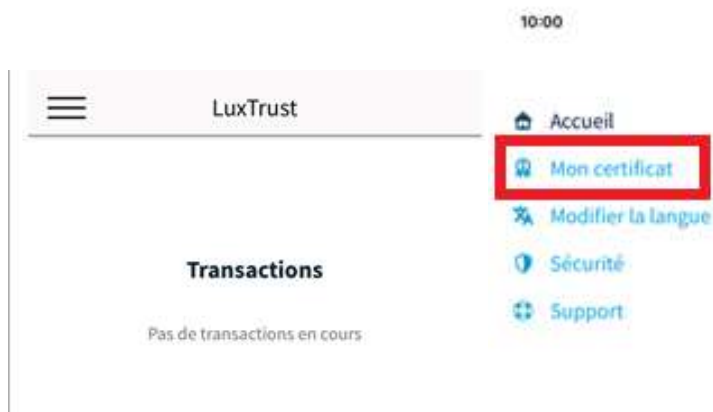 10:00
LuxTrust
Transactions
Pas de transactions en cours
Accueil
Mon certificat
Modifier la langue
Sécurité
Support